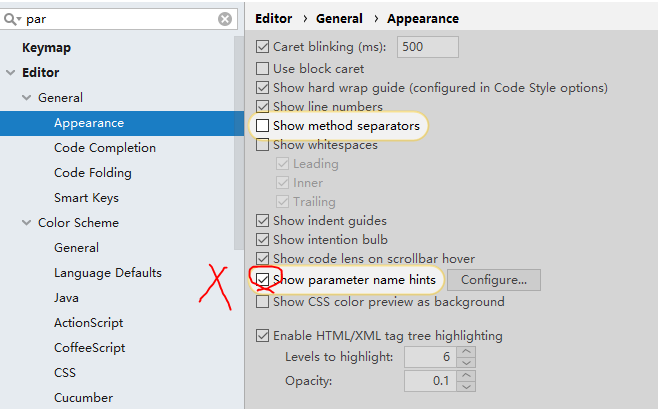 par
Keymap
Editor
General
Appearance
Code Completion
Code Folding
Smart Keys
Color Scheme
General
Language Defaults
Java
ActionScript
CoffeeScript
CSS
Cucumber
Editor › General › Appearance
Caret blinking (ms): 500
Use block caret
Show hard wrap guide (configured in Code Style options)
Show line numbers
Show method separators
Show whitespaces
Leading
Inner
Trailing
Show indent guides
Show intention bulb
Show code lens on scrollbar hover
Show parameter name hints Configure...
Show CSS color preview as background
Enable HTML/XML tag tree highlighting
Levels to highlight: 6
Opacity: 0.1